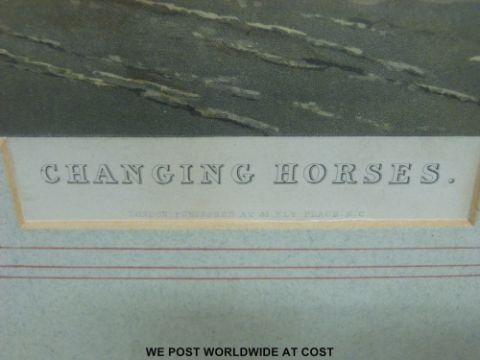 CHANGING HORSES.
LONDON PUBLISHED AT ELY PLACE
WE POST WORLDWIDE AT COST